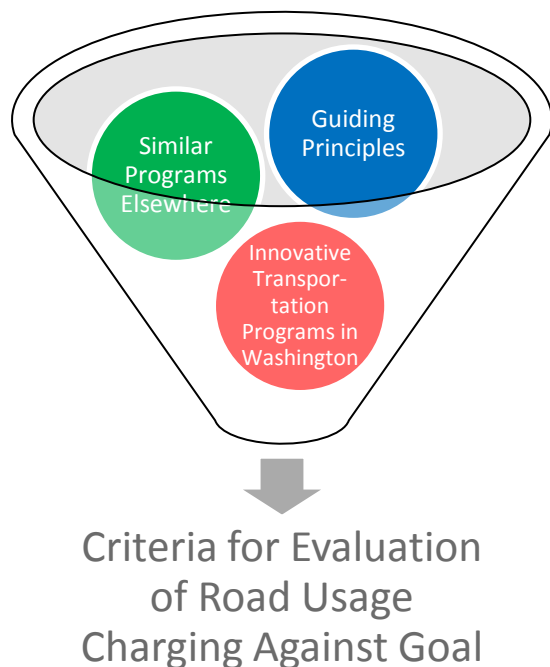 Guiding
Principles
Similar
Programs
Elsewhere
Innovative
Transpor-
tation
Programs in
Washington
Criteria for Evaluation
of Road Usage
Charging Against Goal